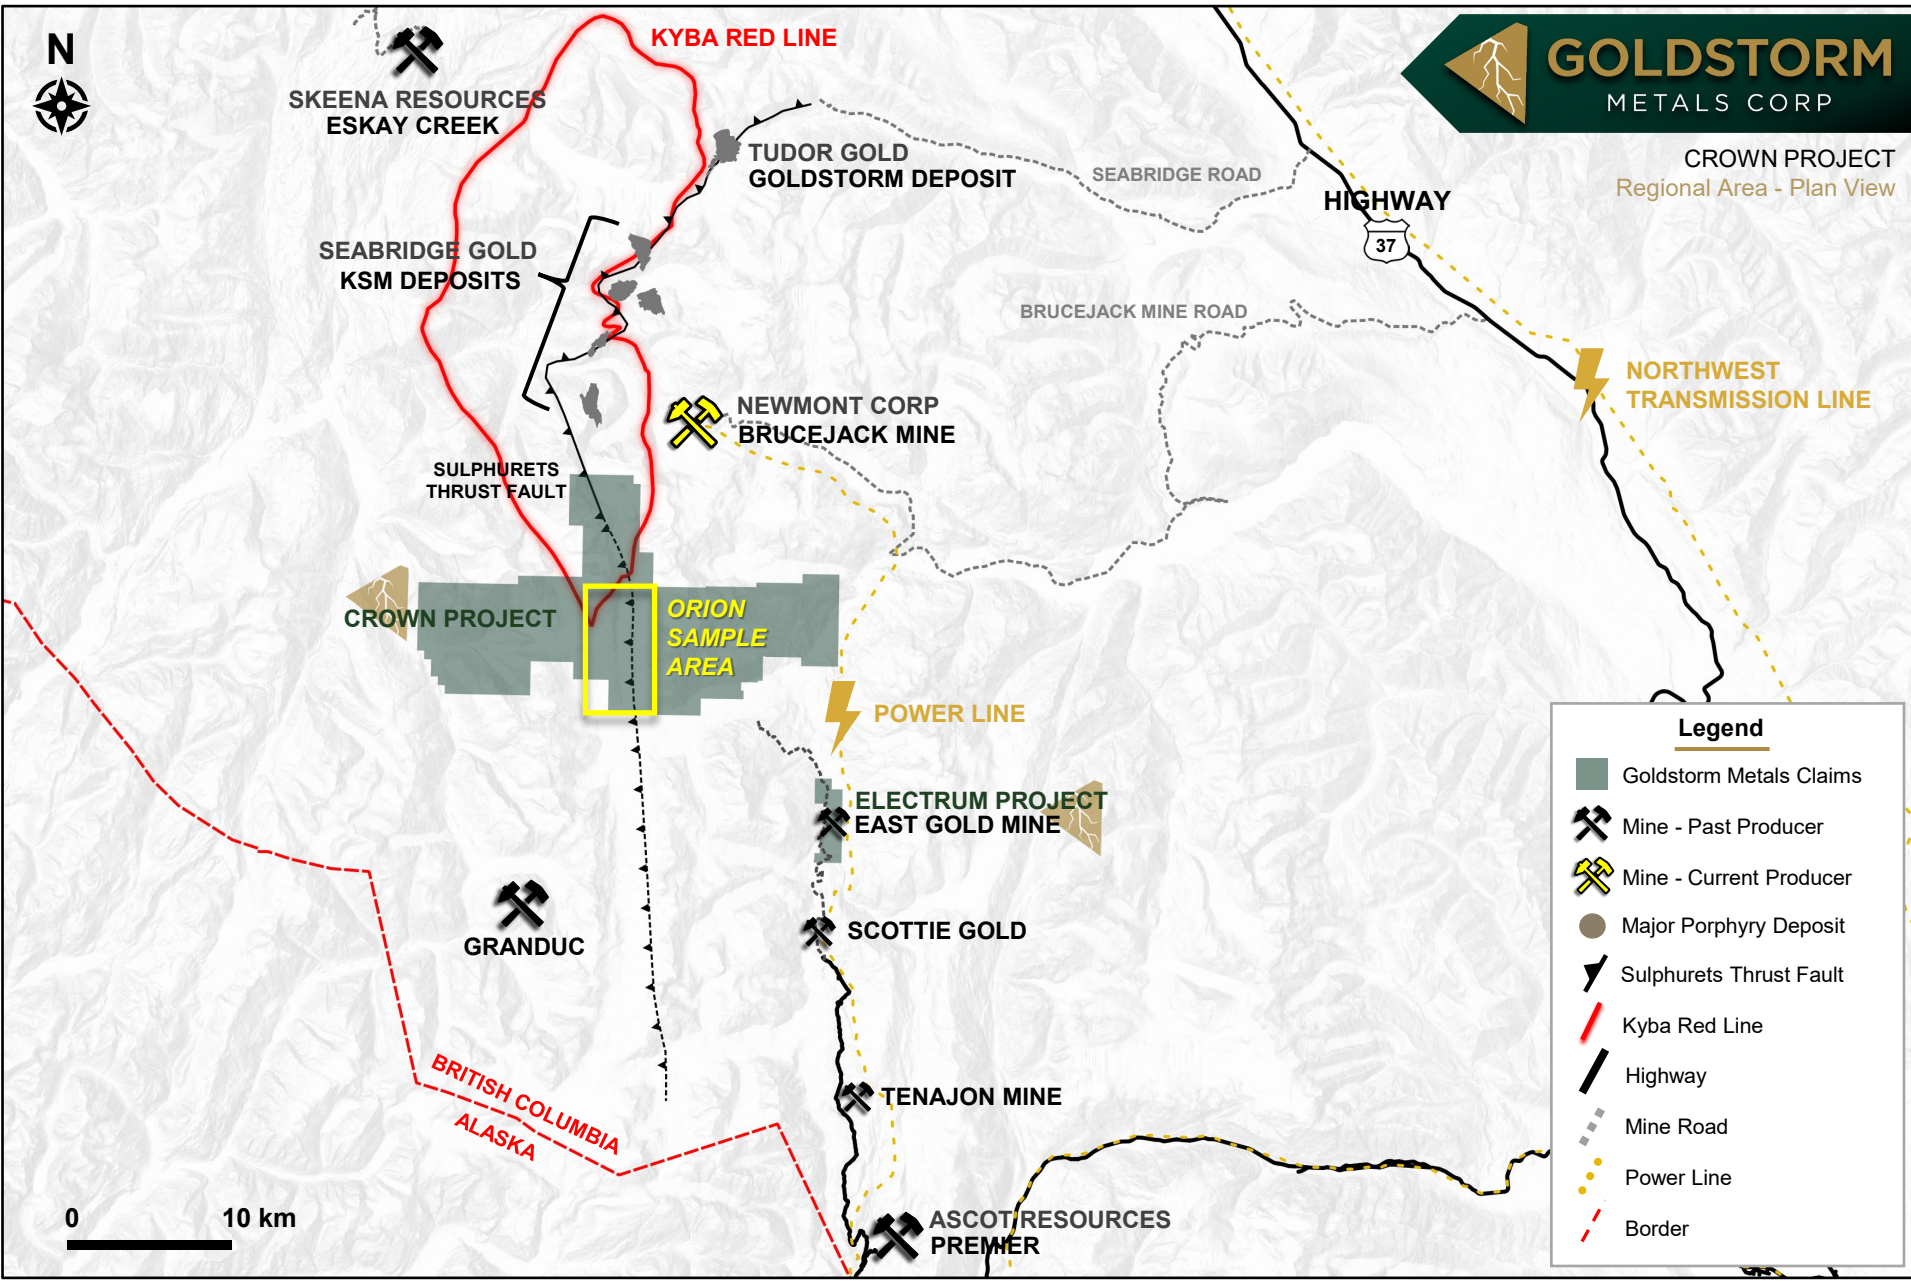 N
KYBA RED LINE
SKEENA RESOURCES
ESKAY CREEK
GOLDSTORM
METALS CORP
CROWN PROJECT
Regional Area - Plan View
TUDOR GOLD
GOLDSTORM DEPOSIT
SEABRIDGE ROAD
HIGHWAY
37
SEABRIDGE GOLD
KSM DEPOSITS
BRUCEJACK MINE ROAD
NORTHWEST
TRANSMISSION LINE
NEWMONT CORP
BRUCEJACK MINE
SULPHURETS
THRUST FAULT
CROWN PROJECT
ORION
SAMPLE
AREA
POWER LINE
ELECTRUM PROJECT
EAST GOLD MINE
GRANDUC
SCOTTIE GOLD
BRITISH COLUMBIA
ALASKA
TENAJON MINE
ASCOT RESOURCES
PREMIER
0 10 km
Legend
Goldstorm Metals Claims
Mine - Past Producer
Mine - Current Producer
Major Porphyry Deposit
Sulphurets Thrust Fault
Kyba Red Line
Highway
Mine Road
Power Line
Border